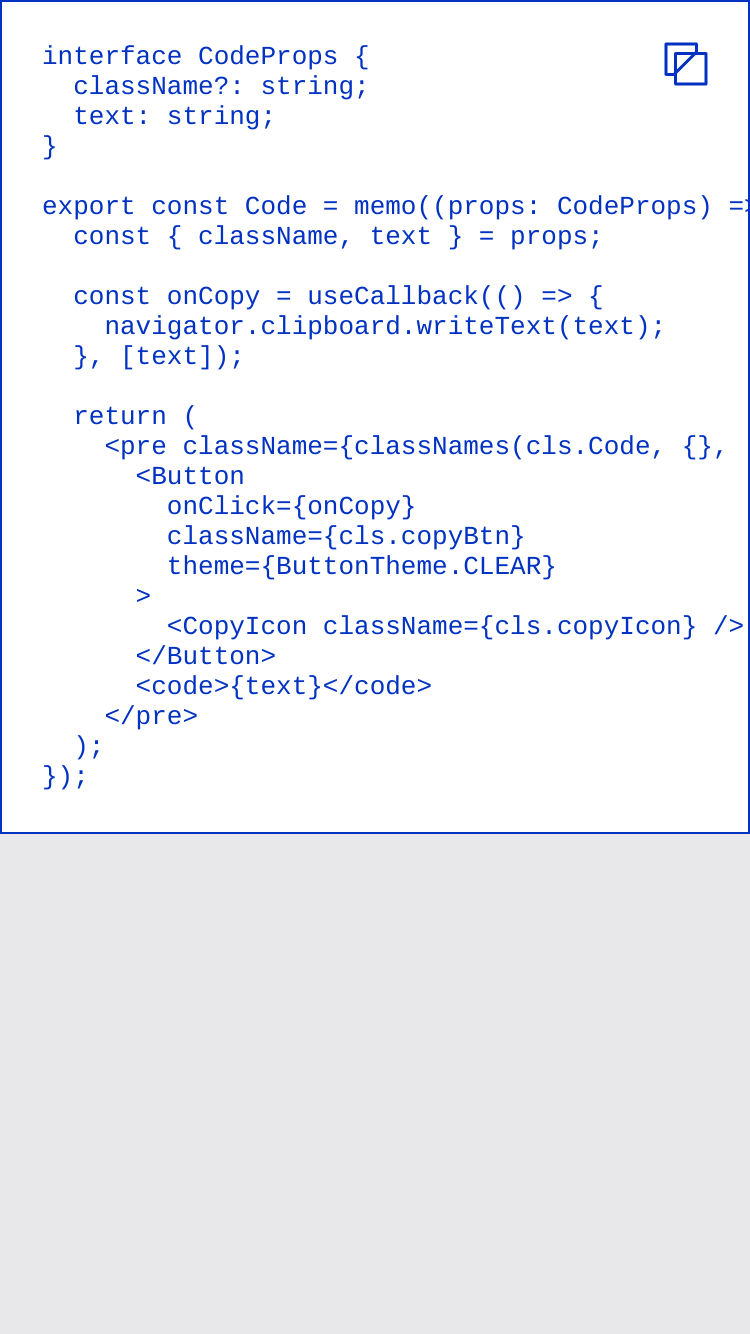 interface CodeProps {
  className?: string;
  text: string;
}

export const Code = memo((props: CodeProps) =>
  const { className, text } = props;

  const onCopy = useCallback(() => {
    navigator.clipboard.writeText(text);
  }, [text]);

  return (
    <pre className={classNames(cls.Code, {},
      <Button
        onClick={onCopy}
        className={cls.copyBtn}
        theme={ButtonTheme.CLEAR}
      >
        <CopyIcon className={cls.copyIcon} />
      </Button>
      <code>{text}</code>
    </pre>
  );
});